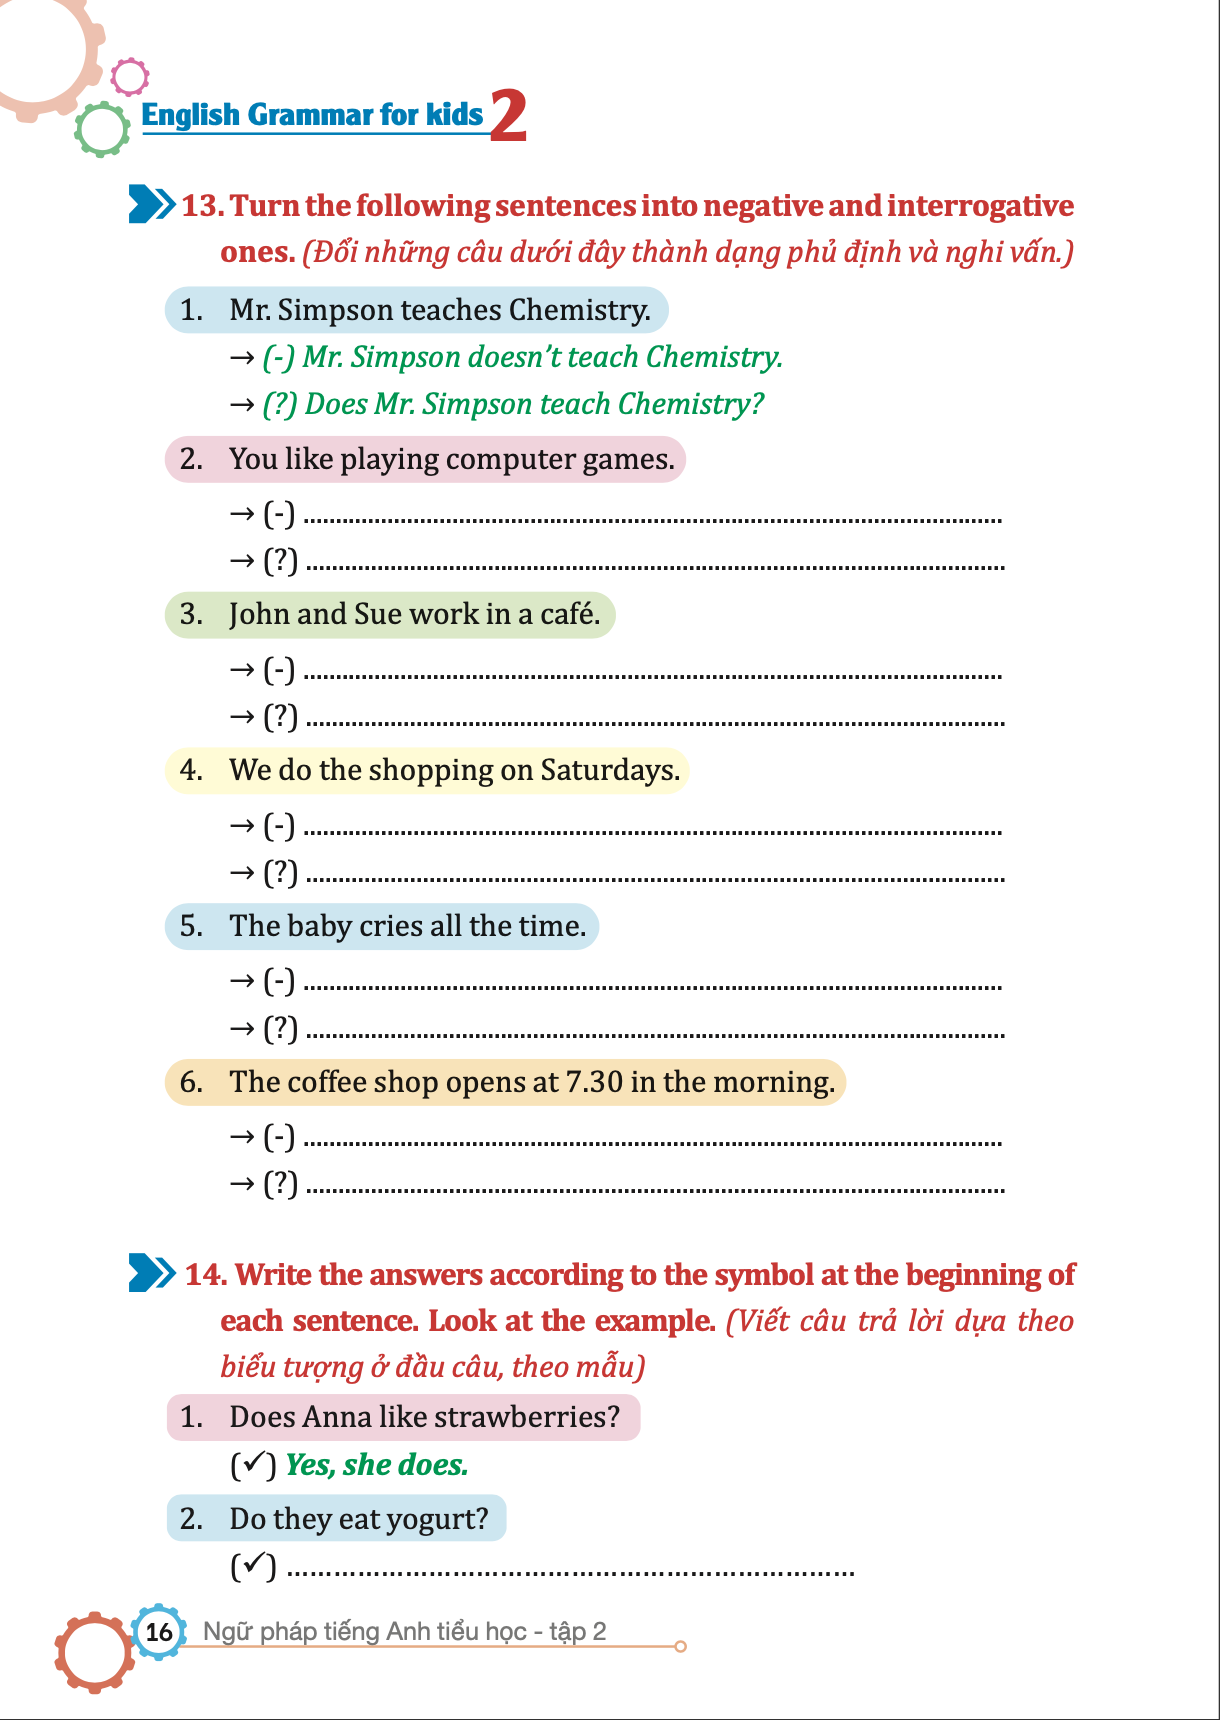 English Grammar for kids 2
13. Turn the following sentences into negative and interrogative
ones. (Đổi những câu dưới đây thành dạng phủ định và nghi vấn.)
1. Mr. Simpson teaches Chemistry.
→ (-) Mr. Simpson doesn’t teach Chemistry.
→ (?) Does Mr. Simpson teach Chemistry?
2. You like playing computer games.
→ (-) ....................................................................................................
→ (?) ....................................................................................................
3. John and Sue work in a café.
→ (-) ....................................................................................................
→ (?) ....................................................................................................
4. We do the shopping on Saturdays.
→ (-) ....................................................................................................
→ (?) ....................................................................................................
5. The baby cries all the time.
→ (-) ....................................................................................................
→ (?) ....................................................................................................
6. The coffee shop opens at 7.30 in the morning.
→ (-) ....................................................................................................
→ (?) ....................................................................................................
14. Write the answers according to the symbol at the beginning of
each sentence. Look at the example. (Viết câu trả lời dựa theo
biểu tượng ở đầu câu, theo mẫu)
1. Does Anna like strawberries?
(✓) Yes, she does.
2. Do they eat yogurt?
(✓) ........................................................................
16 Ngữ pháp tiếng Anh tiểu học - tập 2